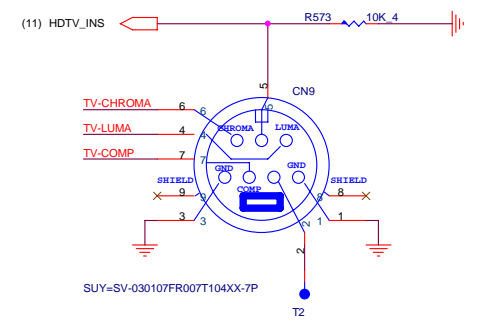 (11) HDTV_INS
R573 10K_4
5
CN9
5
TV-CHROMA 6 6
CHROMA LUMA
TV-LUMA 4 4
TV-COMP 7 7
GND GND
SHIELD COMP SHIELD
9 9 8 8
3 3 1 1
2
2
SUY=SV-030107FR007T104XX-7P
T2